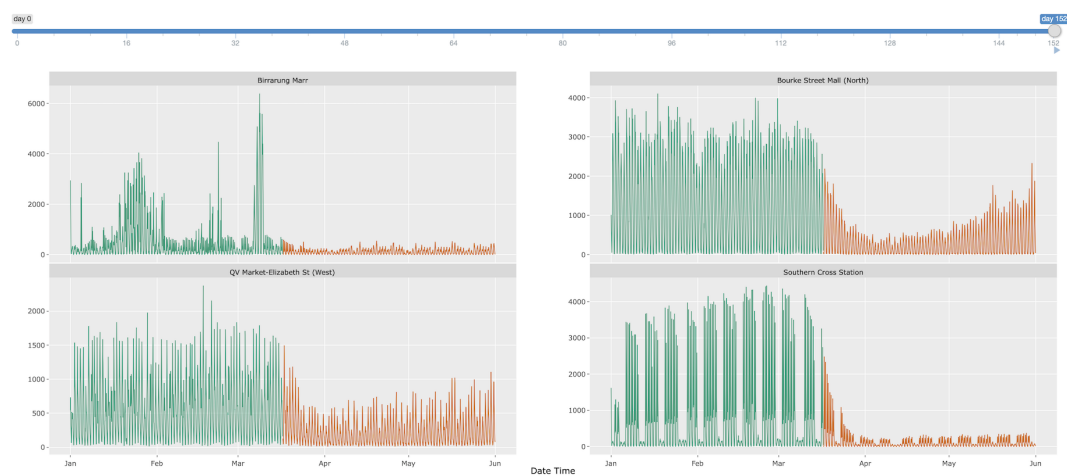 day 0
day 152
0 16 32 48 64 80 96 112 128 144 152
Birrarung Marr
6000
4000
2000
0
Bourke Street Mall (North)
4000
3000
2000
1000
0
QV Market-Elizabeth St (West)
2000
1500
1000
500
0
Jan Feb Mar Apr May Jun
Southern Cross Station
4000
3000
2000
1000
0
Jan Feb Mar Apr May Jun
Date Time